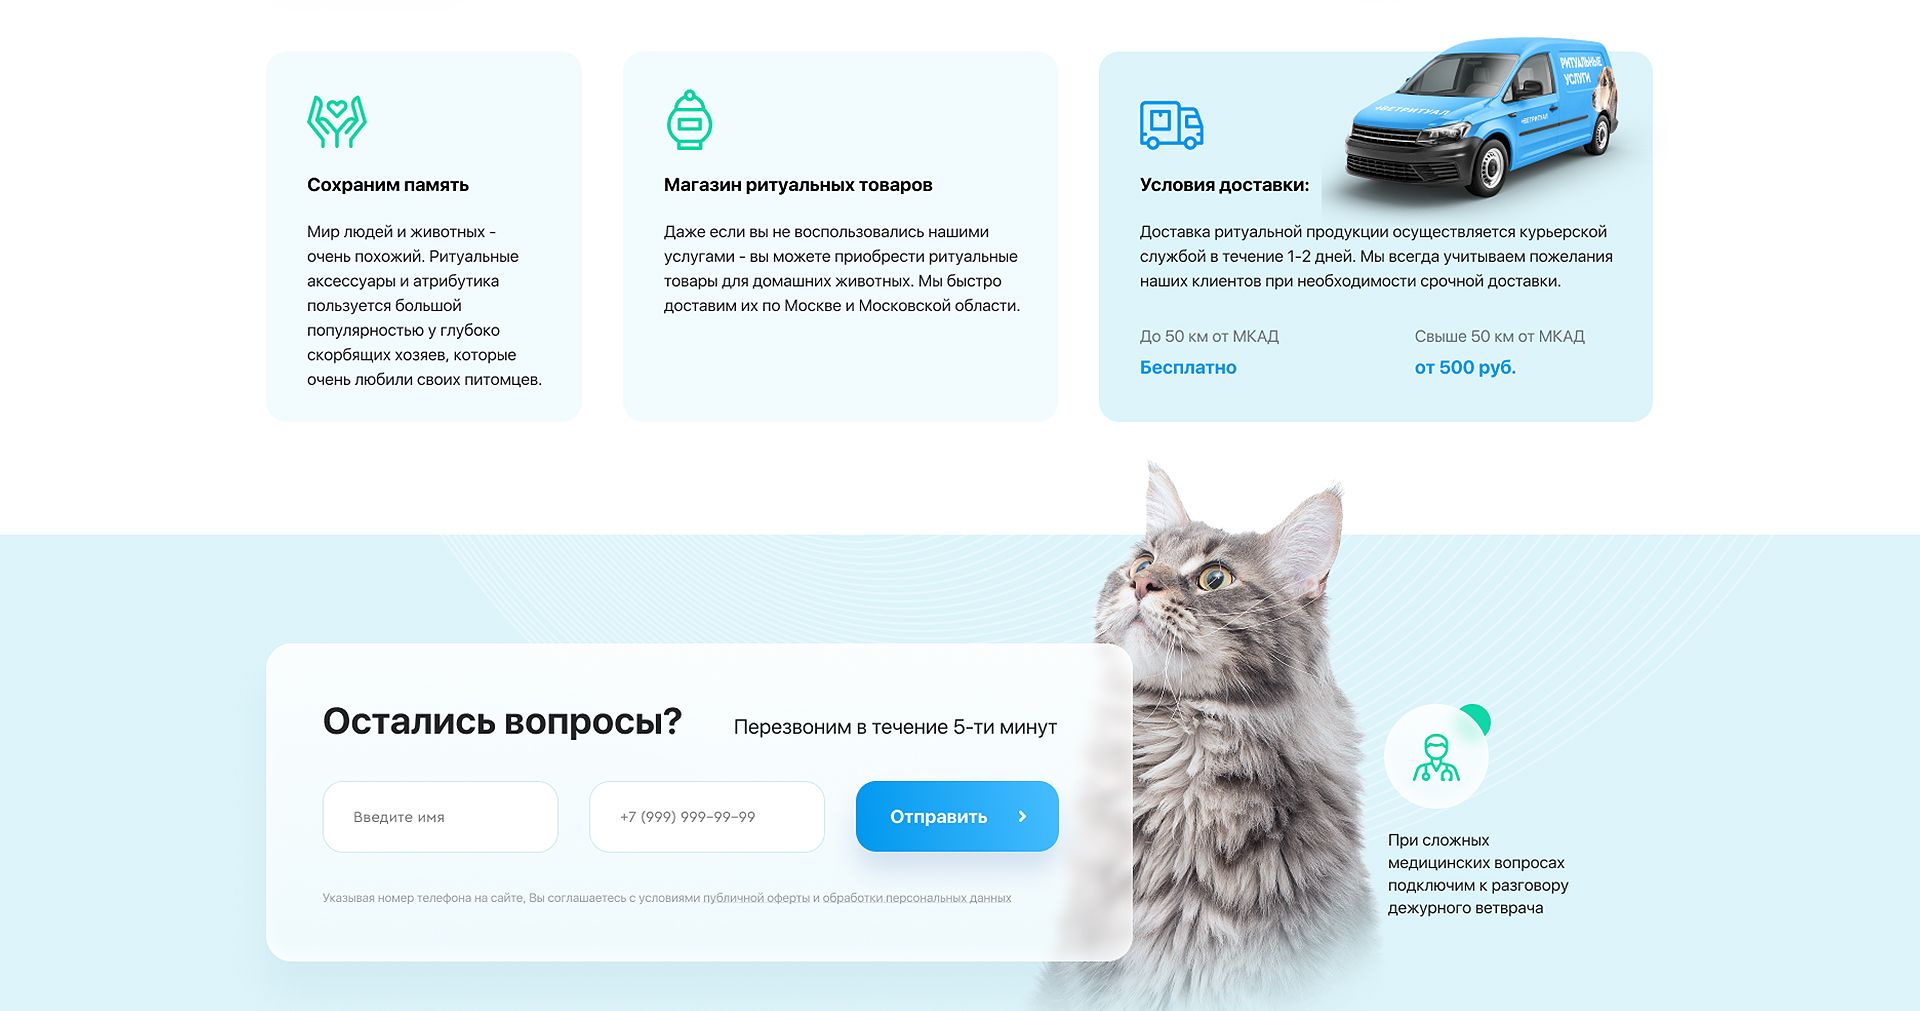 Сохраним память
Мир людей и животных -
очень похожий. Ритуальные
аксессуары и атрибутика
пользуется большой
популярностью у глубоко
скорбящих хозяев, которые
очень любили своих питомцев.
Магазин ритуальных товаров
Даже если вы не воспользовались нашими
услугами - вы можете приобрести ритуальные
товары для домашних животных. Мы быстро
доставим их по Москве и Московской области.
РИТУАЛЬНЫЕ
УСЛУГИ
+ВЕТРИТУАЛ
+ВЕТРИТУАЛ
Условия доставки:
Доставка ритуальной продукции осуществляется курьерской
службой в течение 1-2 дней. Мы всегда учитываем пожелания
наших клиентов при необходимости срочной доставки.
До 50 км от МКАД
Бесплатно
Свыше 50 км от МКАД
от 500 руб.
Остались вопросы?
Перезвоним в течение 5-ти минут
Введите имя
+7 (999) 999-99-99
Отправить
Указывая номер телефона на сайте, Вы соглашаетесь с условиями публичной оферты и обработки персональных данных
При сложных
медицинских вопросах
подключим к разговору
дежурного ветврача